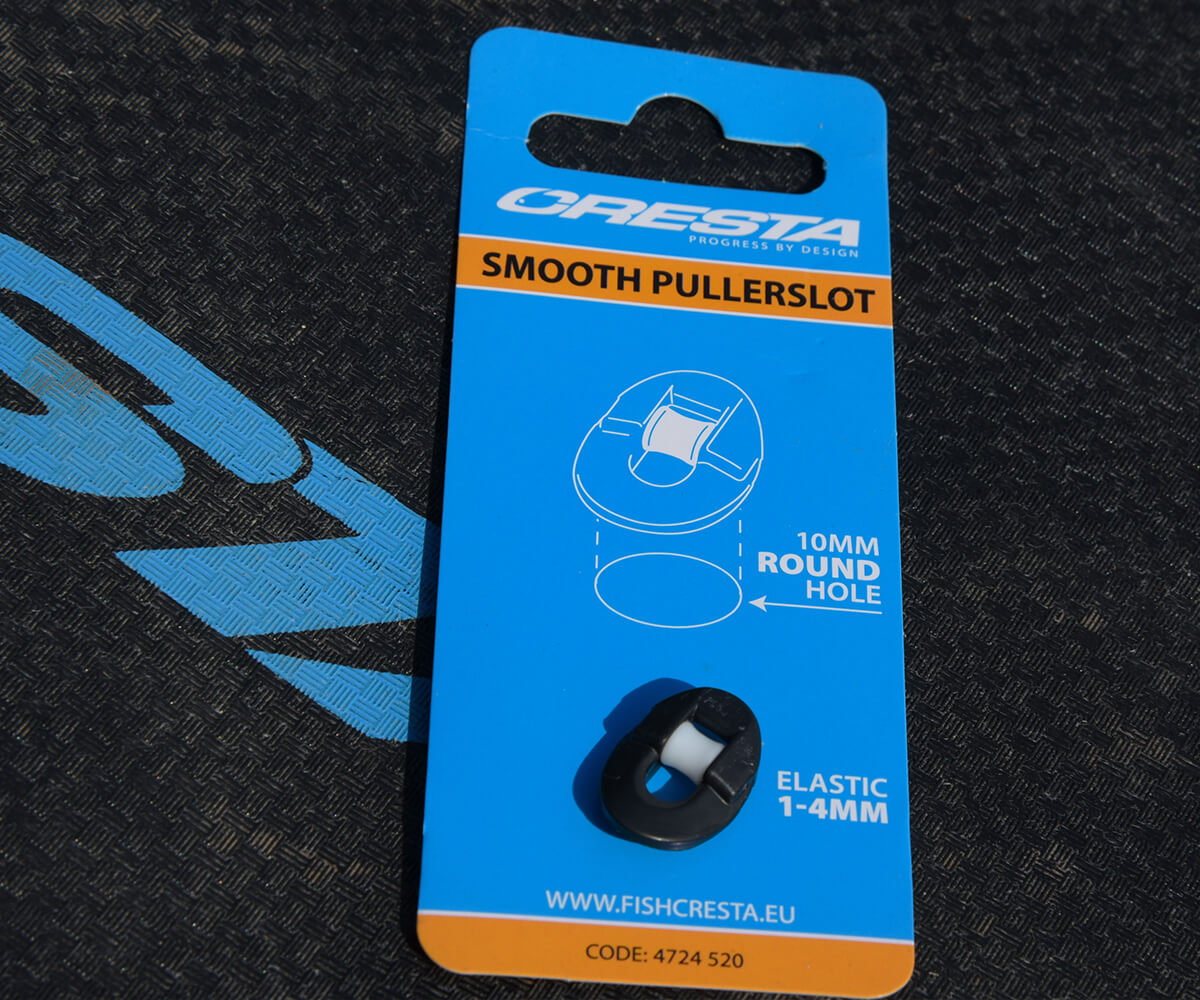 CRESTA
PROGRESS BY DESIGN
SMOOTH PULLERSLOT
10MM
ROUND
HOLE
ELASTIC
1-4MM
WWW.FISHCRESTA.EU
CODE: 4724 520